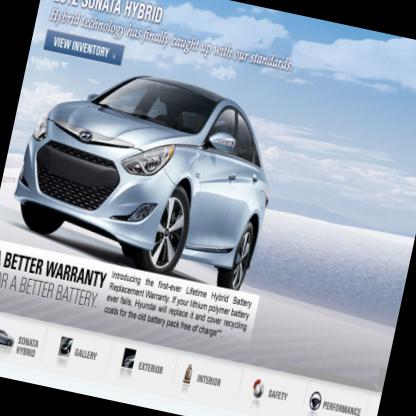 SONATA HYBRID
Hybrid technology has finally caught up with our standards.
VIEW INVENTORY ›
A BETTER WARRANTY
OR A BETTER BATTERY.
Introducing the first-ever Lifetime Hybrid Battery
Replacement Warranty. If your lithium polymer battery
ever fails, Hyundai will replace it and cover recycling
costs for the old battery pack free of charge**.
SONATA
HYBRID
GALLERY
EXTERIOR
INTERIOR
SAFETY
PERFORMANCE